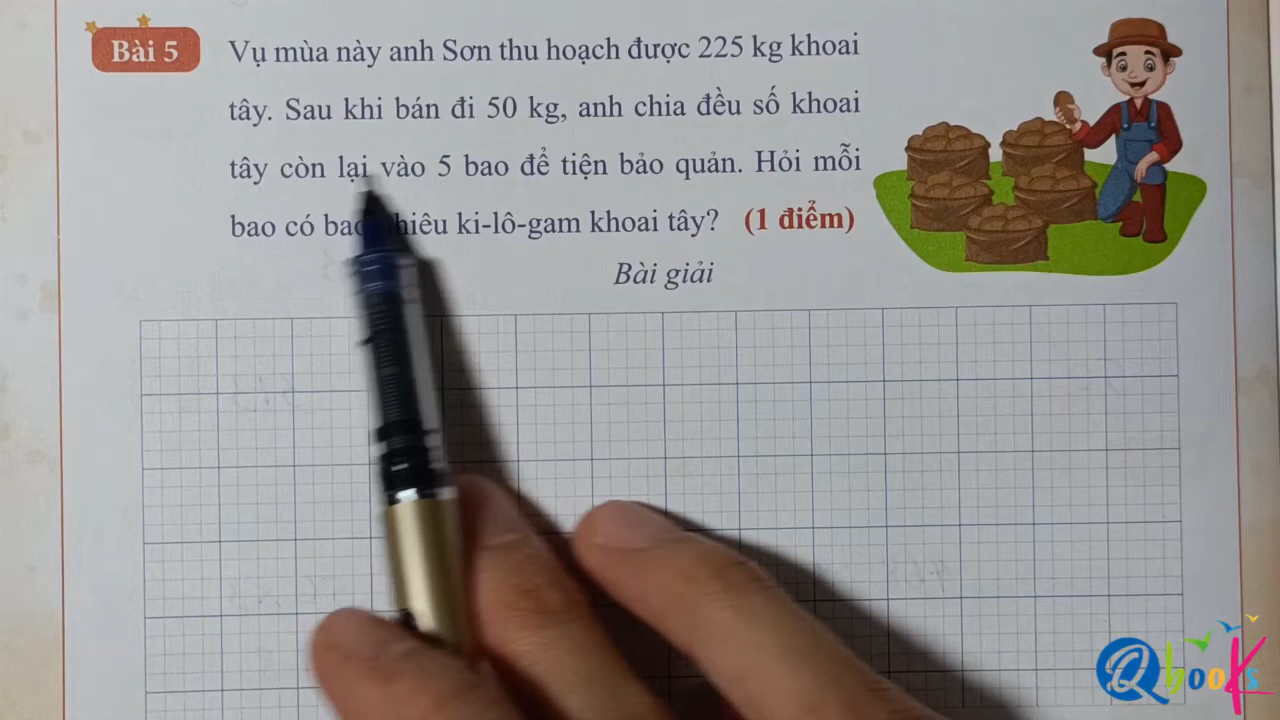 Bài 5
Vụ mùa này anh Sơn thu hoạch được 225 kg khoai
tây. Sau khi bán đi 50 kg, anh chia đều số khoai
tây còn lại vào 5 bao để tiện bảo quản. Hỏi mỗi
bao có bao ki-lô-gam khoai tây? (1 điểm)
Bài giải
Qbooks